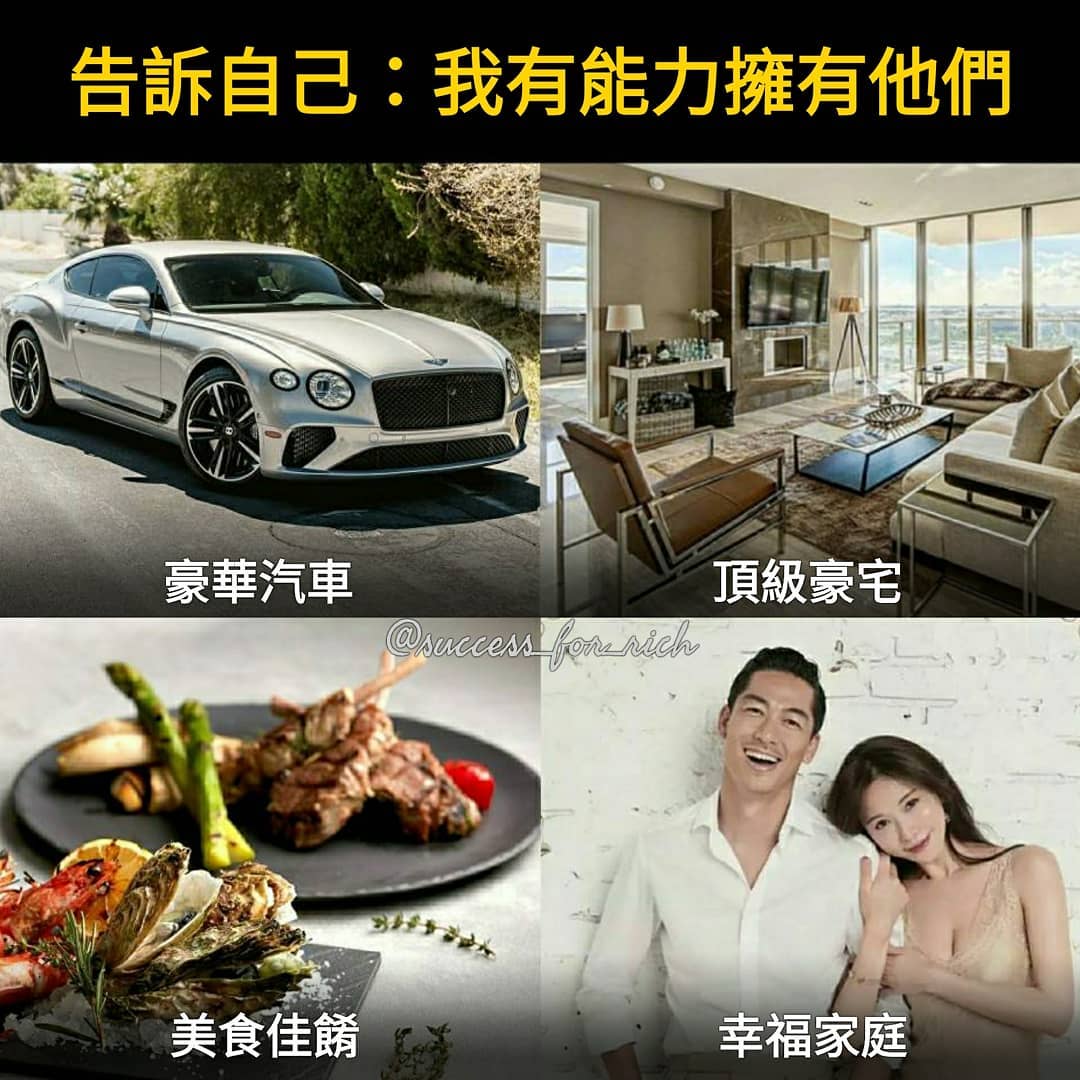 告訴自己：我有能力擁有他們
豪華汽車
頂級豪宅
@success_for_rich
美食佳餚
幸福家庭